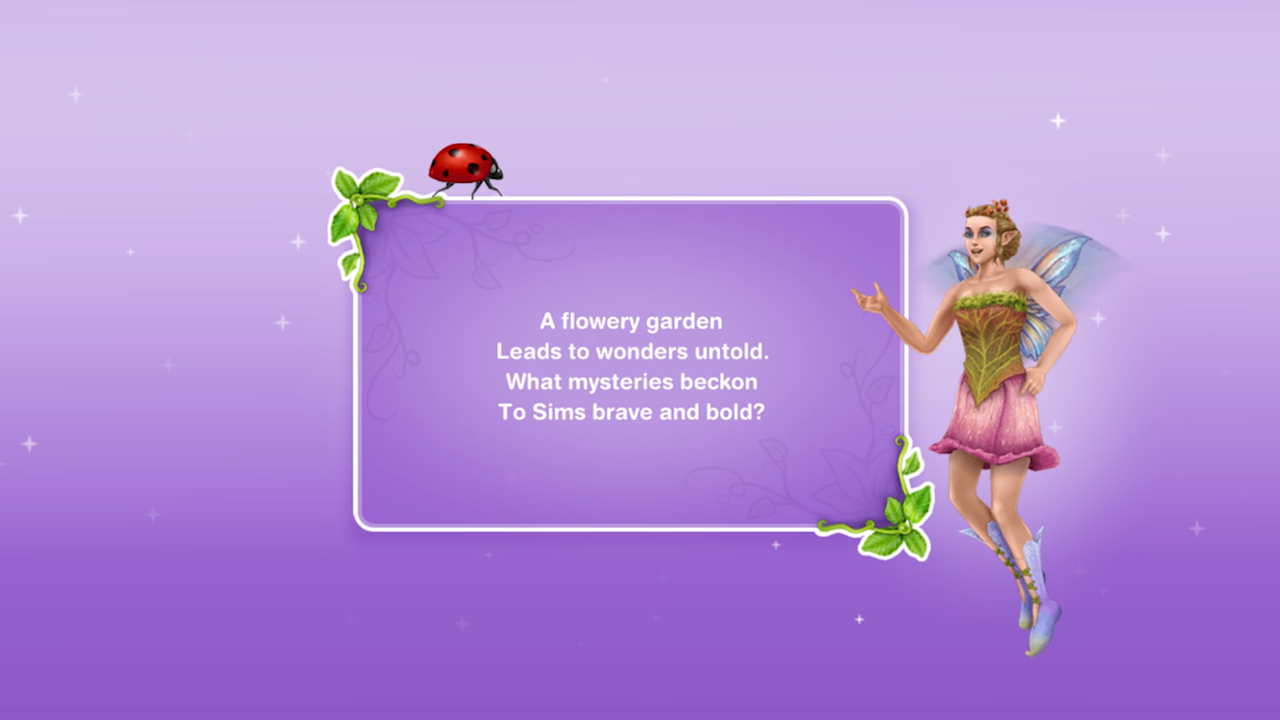 A flowery garden
Leads to wonders untold.
What mysteries beckon
To Sims brave and bold?